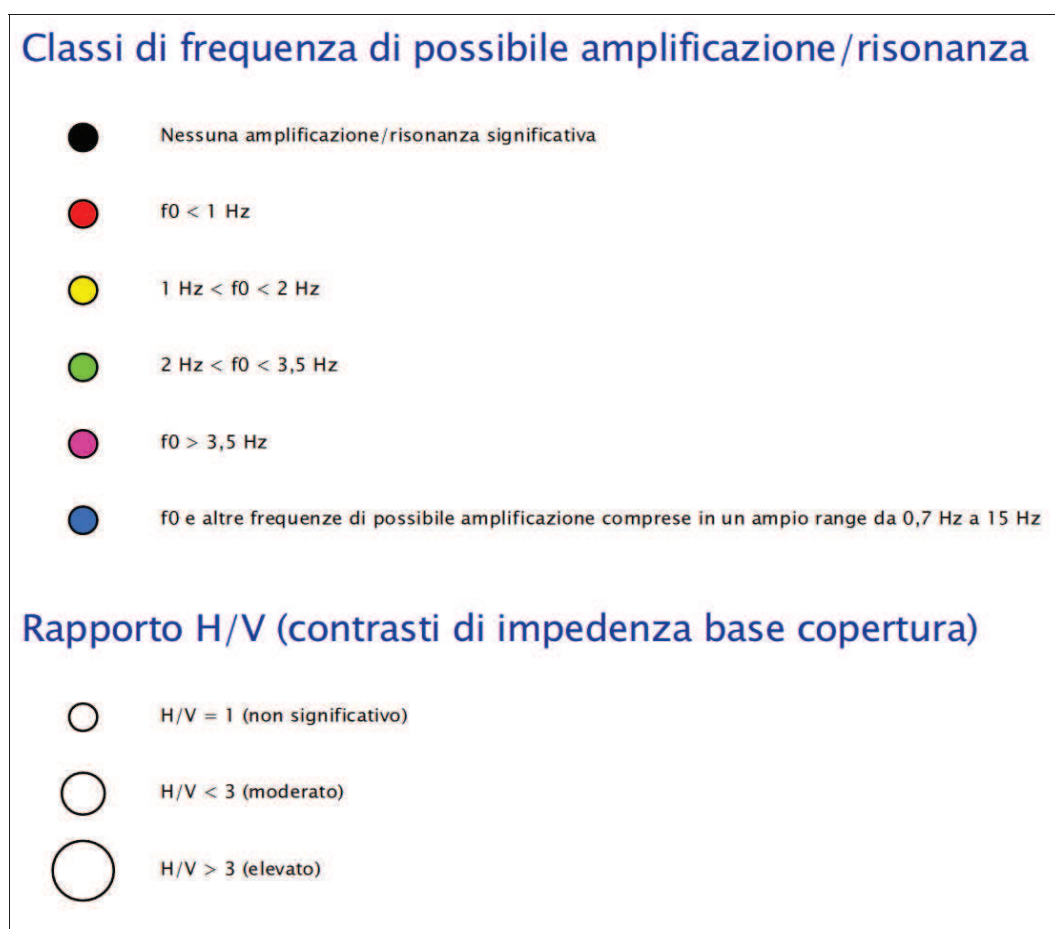 Classi di frequenza di possibile amplificazione/risonanza
Nessuna amplificazione/risonanza significativa
f0 < 1 Hz
1 Hz < f0 < 2 Hz
2 Hz < f0 < 3,5 Hz
f0 > 3,5 Hz
f0 e altre frequenze di possibile amplificazione comprese in un ampio range da 0,7 Hz a 15 Hz
Rapporto H/V (contrasti di impedenza base copertura)
H/V = 1 (non significativo)
H/V < 3 (moderato)
H/V > 3 (elevato)